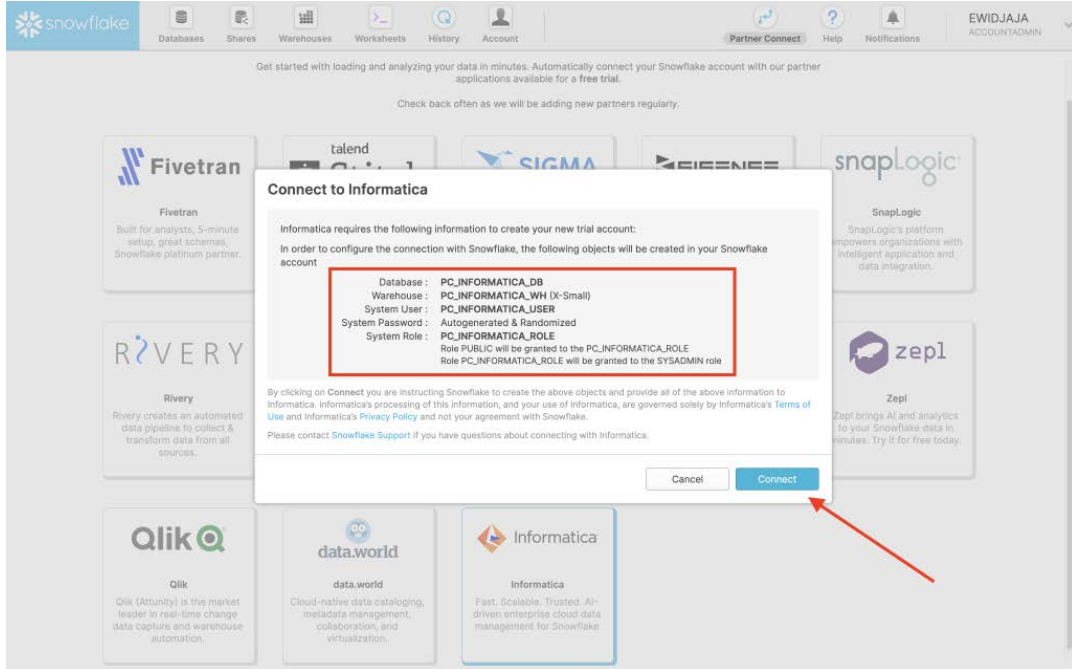 snowflake
Databases
Shares
Warehouses
Worksheets
History
Account
Partner Connect
Help
Notifications
EWIDJAJA
ACCOUNTADMIN
Get started with loading and analyzing your data in minutes. Automatically connect your Snowflake account with our partner
applications available for a free trial.
Check back often as we will be adding new partners regularly.
Fivetran
talend
SIGMA
snapLogic
Fivetran
Built for analysts, 5-minute
setup, great schemas,
Snowflake platinum partner.
SnapLogic
SnapLogic's platform
empowers organizations with
intelligent application and
data integration.
Connect to Informatica
Informatica requires the following information to create your new trial account:
In order to configure the connection with Snowflake, the following objects will be created in your Snowflake
account
Database : PC_INFORMATICA_DB
Warehouse : PC_INFORMATICA_WH (X-Small)
System User : PC_INFORMATICA_USER
System Password : Autogenerated & Randomized
System Role : PC_INFORMATICA_ROLE
Role PUBLIC will be granted to the PC_INFORMATICA_ROLE
Role PC_INFORMATICA_ROLE will be granted to the SYSADMIN role
By clicking on Connect you are instructing Snowflake to create the above objects and provide all of the above information to
Informatica. Informatica's processing of this information, and your use of Informatica, are governed solely by Informatica's Terms of
Use and Informatica's Privacy Policy and not your agreement with Snowflake.
Please contact Snowflake Support if you have questions about connecting with Informatica.
Cancel
Connect
RIVERY
Rivery
Rivery creates an automated
data pipeline to collect &
transform data from all
sources.
zepl
Zepl
Zepl brings AI and analytics
to your Snowflake data in
minutes. Try it for free today.
Qlik
Qlik
Qlik (Attunity) is the market
leader in real-time change
data capture and warehouse
automation.
data.world
data.world
Cloud-native data cataloging,
metadata management,
collaboration, and
virtualization.
Informatica
Informatica
Fast. Scalable. Trusted. AI-
driven enterprise cloud data
management for Snowflake